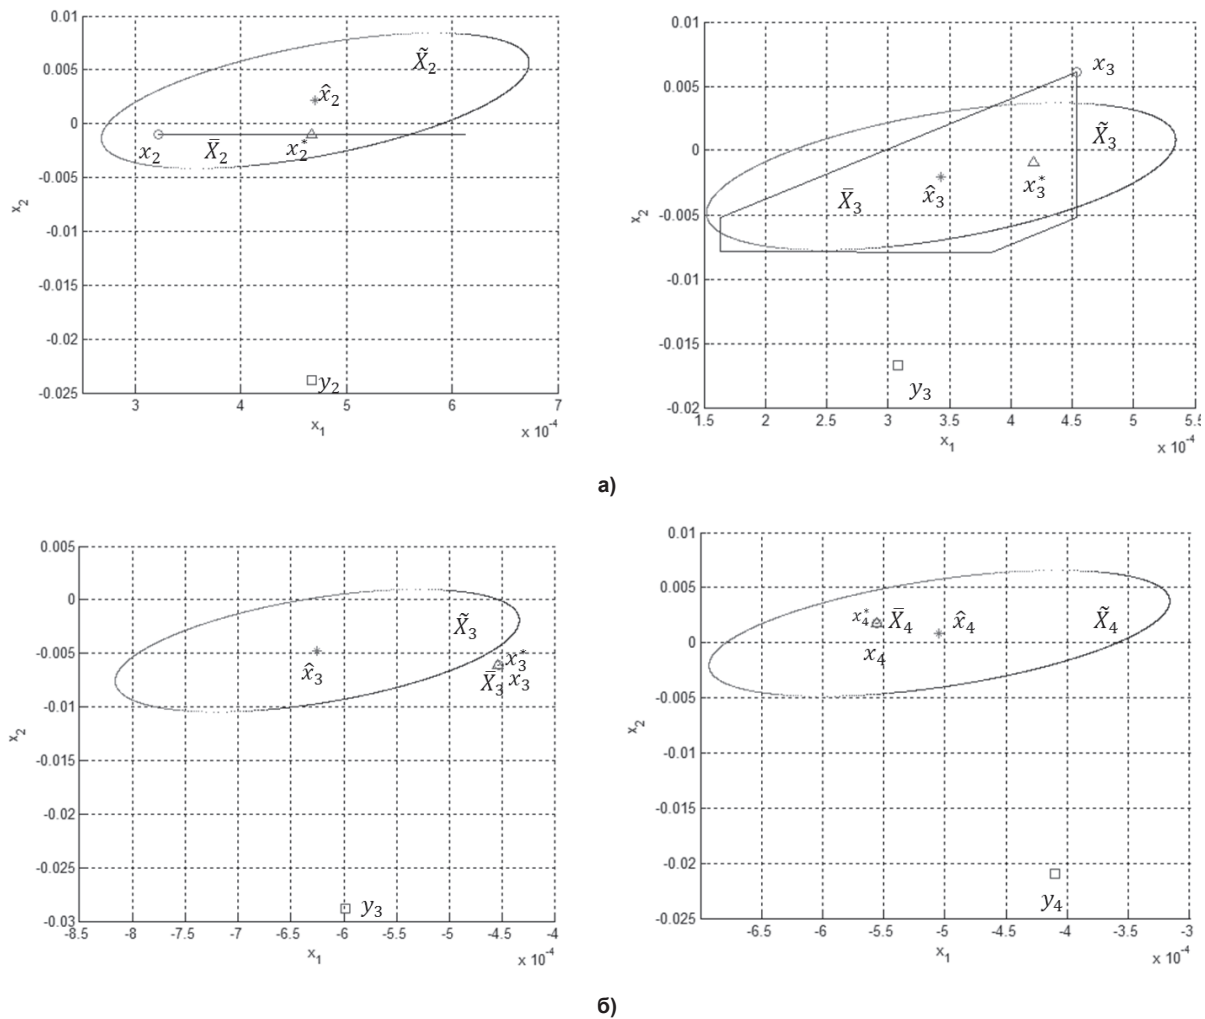 0.01
0.005
0
-0.005
-0.01
-0.015
-0.02
-0.025
x₂
X̃₂
x̂₂
x₂
X̄₂
x₂*
y₂
3 4 5 6 7
x₁
x 10⁻⁴
0.01
0.005
0
-0.005
-0.01
-0.015
-0.02
x₂
x₃
X̃₃
X̄₃
x̂₃
x₃*
y₃
1.5 2 2.5 3 3.5 4 4.5 5 5.5
x₁
x 10⁻⁴
а)
0.005
0
-0.005
-0.01
-0.015
-0.02
-0.025
-0.03
x₂
X̃₃
x̂₃
x₃*
X̄₃ x₃
y₃
-8.5 -8 -7.5 -7 -6.5 -6 -5.5 -5 -4.5 -4
x₁
x 10⁻⁴
0.01
0.005
0
-0.005
-0.01
-0.015
-0.02
-0.025
x₂
x₄* X̄₄ x̂₄ X̃₄
x₄
y₄
-6.5 -6 -5.5 -5 -4.5 -4 -3.5 -3
x₁
x 10⁻⁴
б)